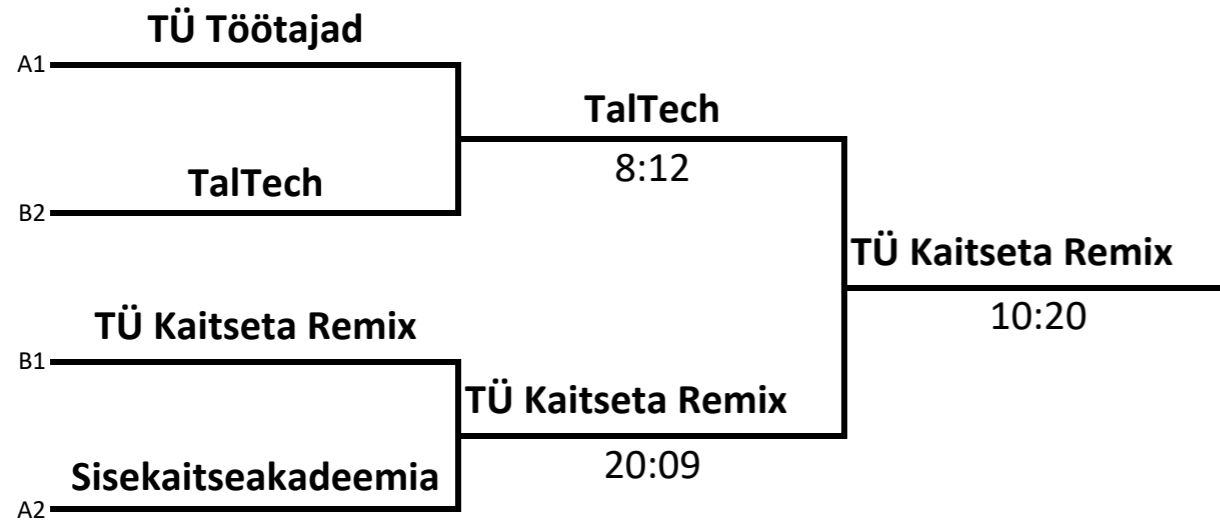 TÜ Töötajad
A1
TalTech
8:12
TalTech
B2
TÜ Kaitseta Remix
10:20
TÜ Kaitseta Remix
B1
TÜ Kaitseta Remix
20:09
Sisekaitseakadeemia
A2